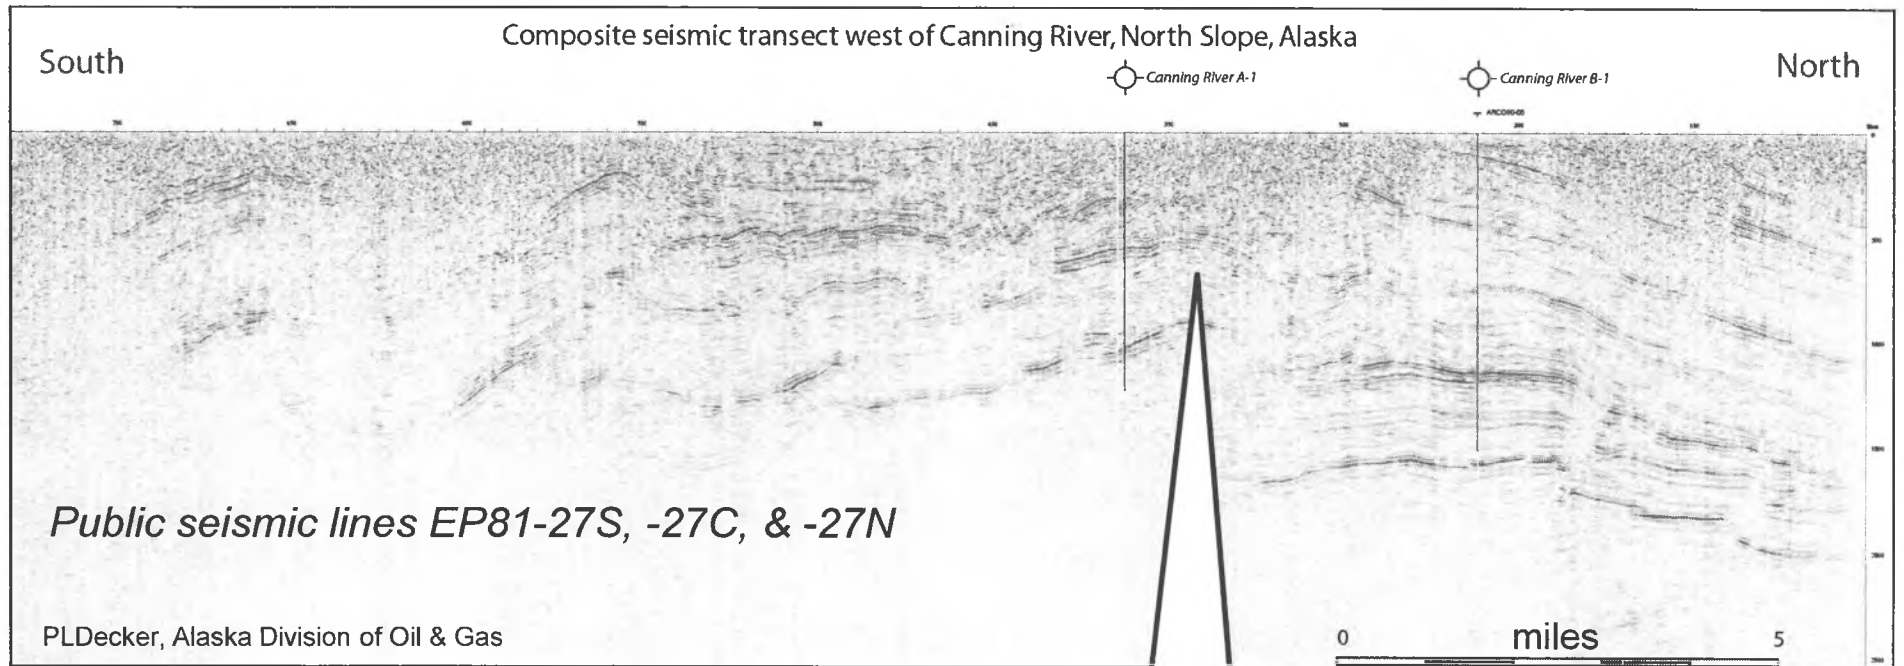 Composite seismic transect west of Canning River, North Slope, Alaska
South
North
Canning River A-1
Canning River B-1
Public seismic lines EP81-27S, -27C, & -27N
PLDecker, Alaska Division of Oil & Gas
0 miles 5